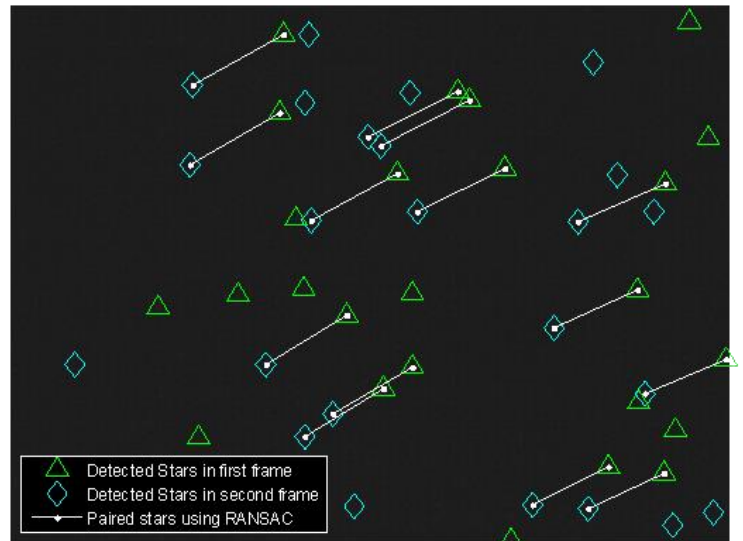 Detected Stars in first frame
Detected Stars in second frame
Paired stars using RANSAC